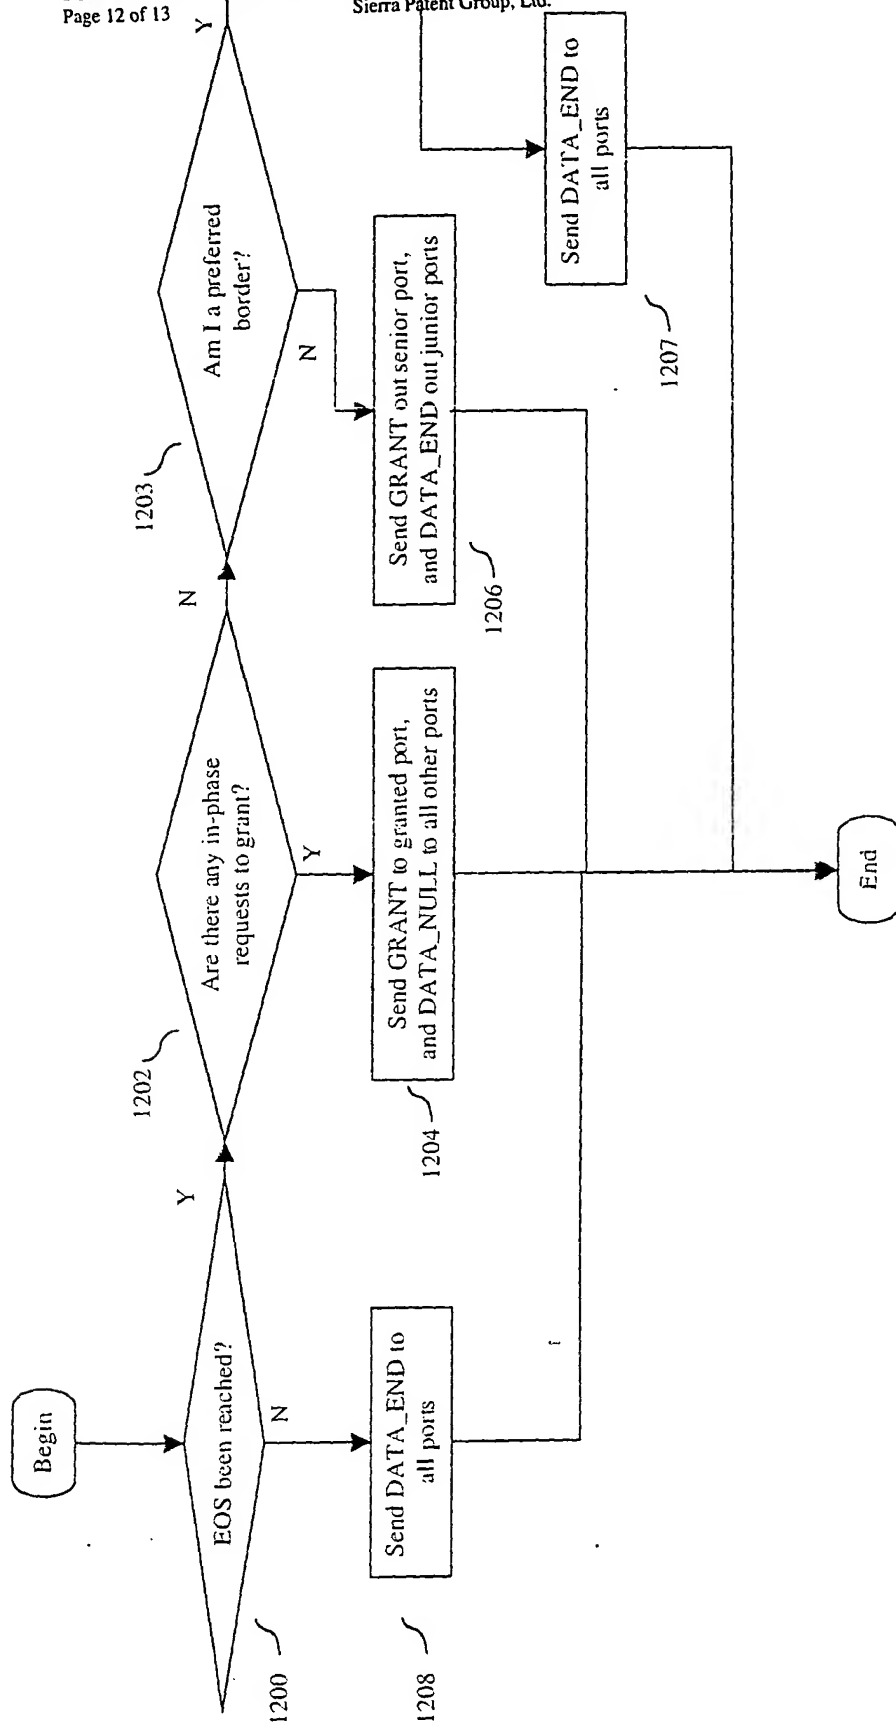 Page 12 of 13
Sierra Patent Group, Ltd.
Begin
EOS been reached?
1200
Y
N
Send DATA_END to
all ports
1208
Are there any in-phase
requests to grant?
1202
N
Y
Send GRANT to granted port,
and DATA_NULL to all other ports
1204
Am I a preferred
border?
1203
Y
N
Send GRANT out senior port,
and DATA_END out junior ports
1206
Send DATA_END to
all ports
1207
End